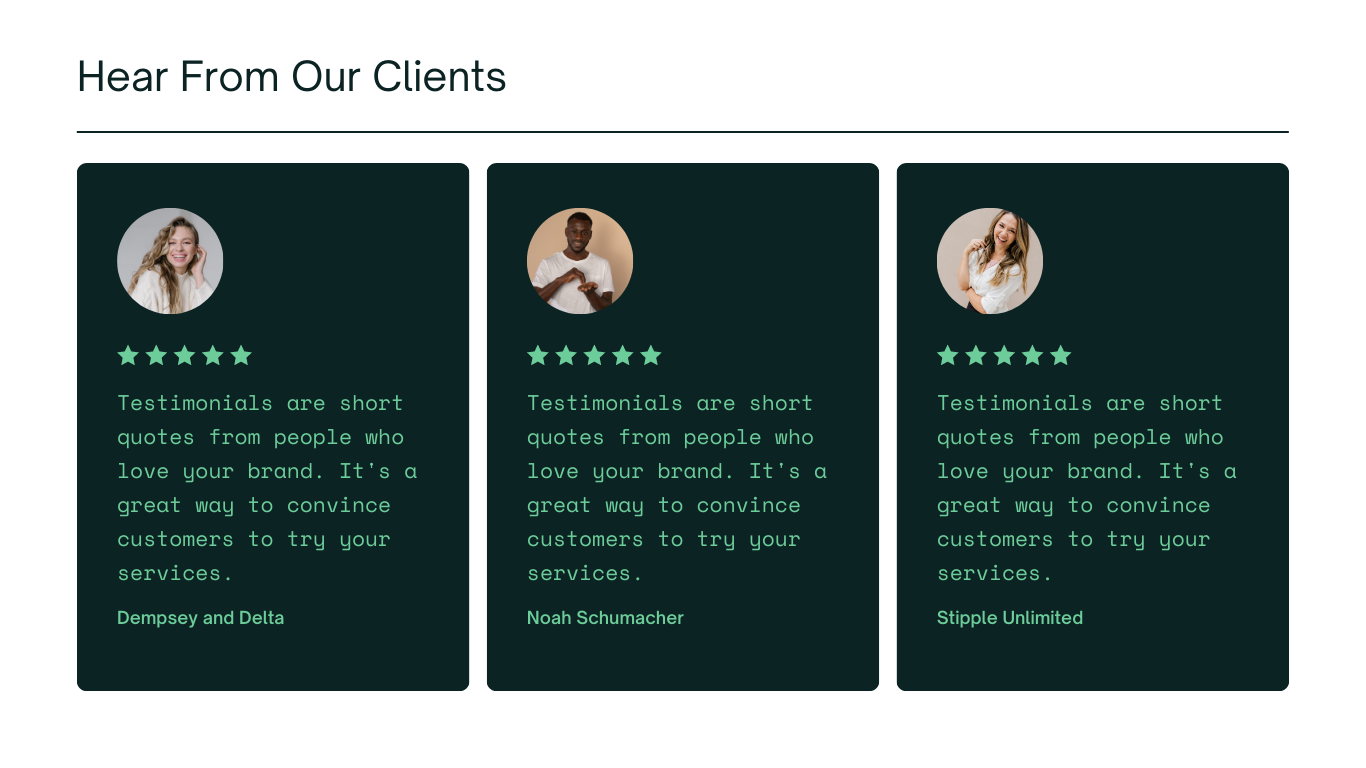 Hear From Our Clients
Testimonials are short
quotes from people who
love your brand. It's a
great way to convince
customers to try your
services.
Dempsey and Delta
Testimonials are short
quotes from people who
love your brand. It's a
great way to convince
customers to try your
services.
Noah Schumacher
Testimonials are short
quotes from people who
love your brand. It's a
great way to convince
customers to try your
services.
Stipple Unlimited